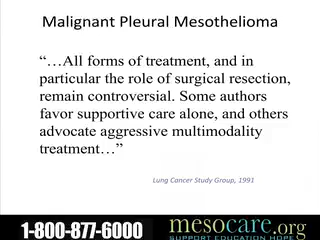 Malignant Pleural Mesothelioma
“…All forms of treatment, and in
particular the role of surgical resection,
remain controversial. Some authors
favor supportive care alone, and others
advocate aggressive multimodality
treatment…”
Lung Cancer Study Group, 1991
1-800-877-6000
mesocare.org
SUPPORT EDUCATION HOPE